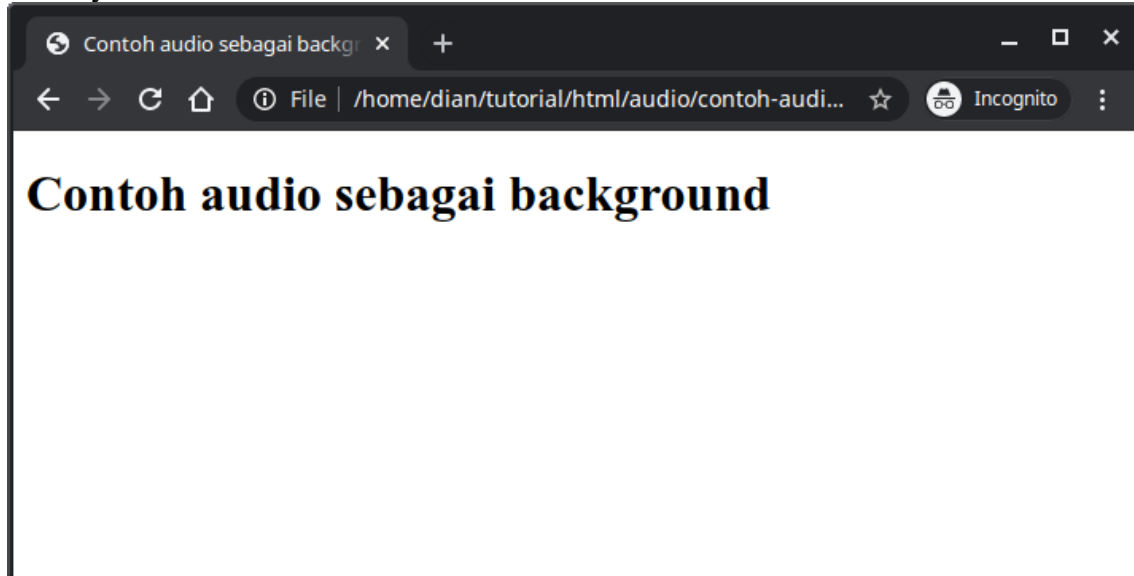 Contoh audio sebagai backgr
File | /home/dian/tutorial/html/audio/contoh-audi... Incognito
Contoh audio sebagai background